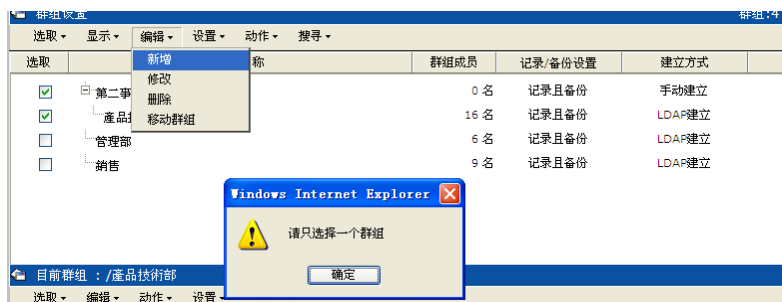 群组设置 群组:4
选取 显示 编辑 设置 动作 搜寻
选取 称 群组成员 记录/备份设置 建立方式
新增
修改
删除
移动群组
第二事 0 名 记录且备份 手动建立
產品技 16 名 记录且备份 LDAP建立
管理部 6 名 记录且备份 LDAP建立
銷售 9 名 记录且备份 LDAP建立
Windows Internet Explorer
请只选择一个群组
确定
目前群组 : /產品技術部
选取 编辑 动作 设置